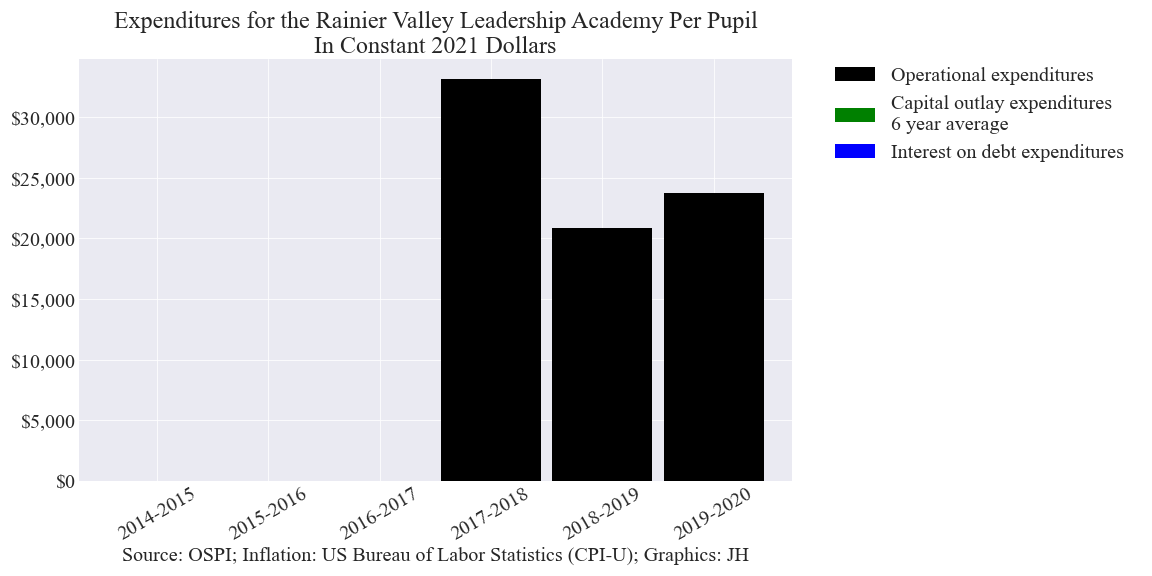 Expenditures for the Rainier Valley Leadership Academy Per Pupil
In Constant 2021 Dollars
$30,000
$25,000
$20,000
$15,000
$10,000
$5,000
$0
2014-2015
2015-2016
2016-2017
2017-2018
2018-2019
2019-2020
Source: OSPI; Inflation: US Bureau of Labor Statistics (CPI-U); Graphics: JH
Operational expenditures
Capital outlay expenditures
6 year average
Interest on debt expenditures